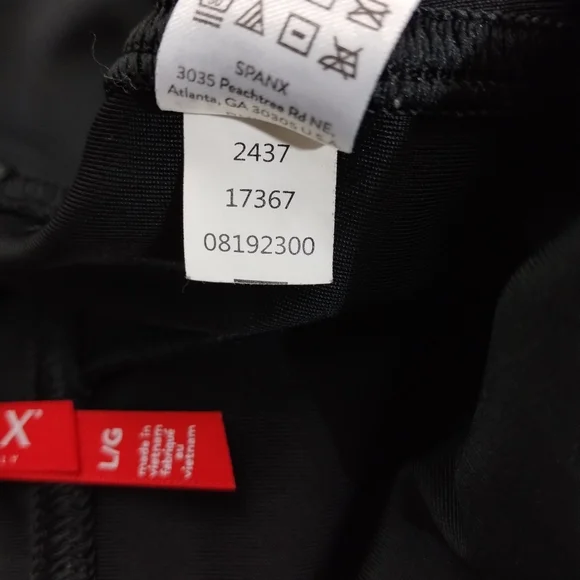 SPANX
3035 Peachtree Rd NE,
Atlanta, GA 30305 U.S.A
2437
17367
08192300
X®
L/G
made in
vietnam
fabriqué
au
vietnam